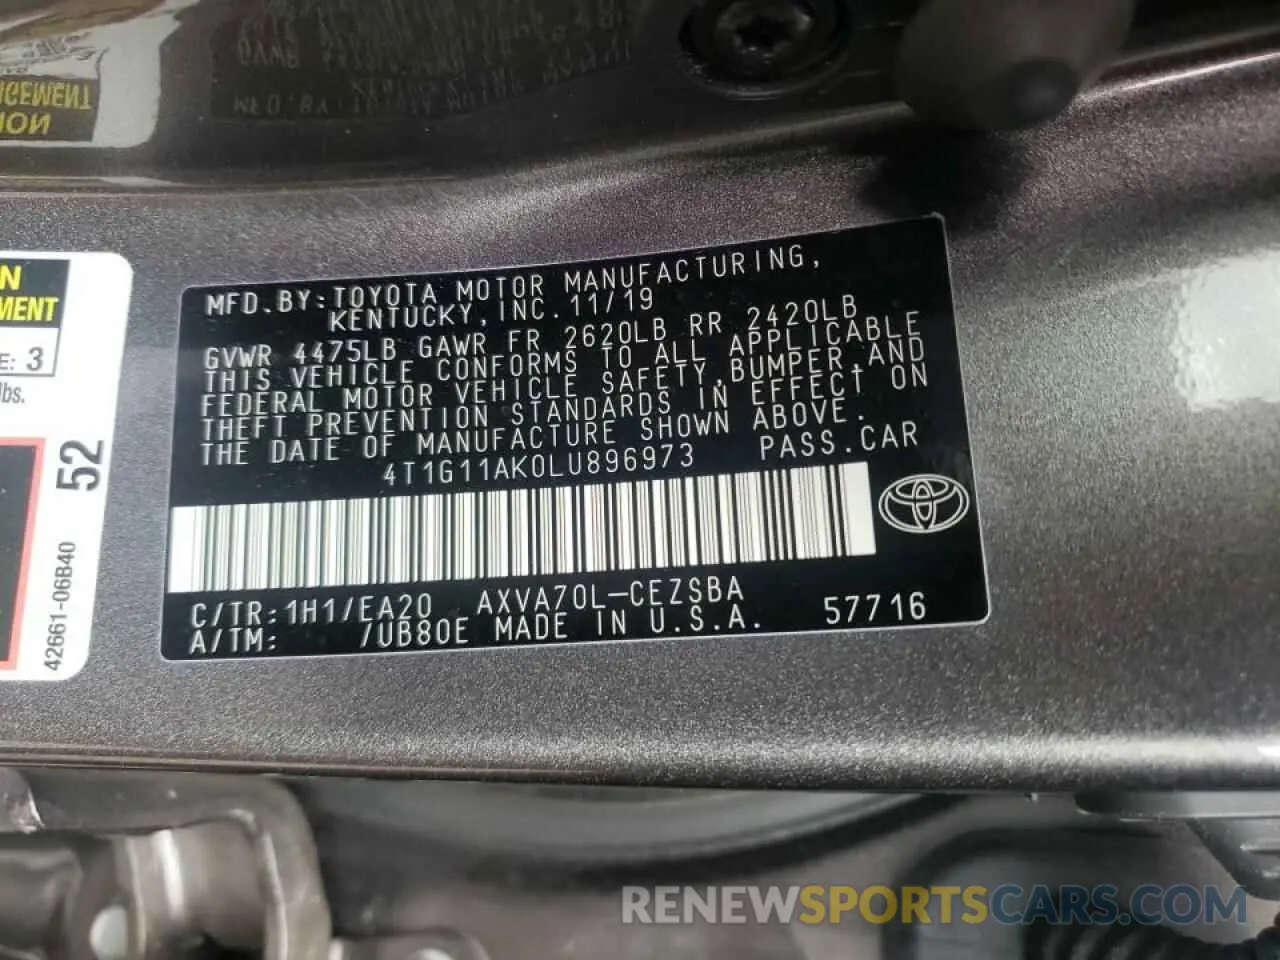 MFD.BY:TOYOTA MOTOR MANUFACTURING,
KENTUCKY,INC.11/19
GVWR 4475LB GAWR FR 2620LB RR 2420LB
THIS VEHICLE CONFORMS TO ALL APPLICABLE
FEDERAL MOTOR VEHICLE SAFETY,BUMPER,AND
THEFT PREVENTION STANDARDS IN EFFECT ON
THE DATE OF MANUFACTURE SHOWN ABOVE.
4T1G11AK0LU896973 PASS.CAR
C/TR:1H1/EA20 AXVA70L-CEZSBA
A/TM: /UB80E MADE IN U.S.A. 57716
N
MENT
E: 3
lbs.
52
42661-06B40
RENEWSPORTSCARS.COM